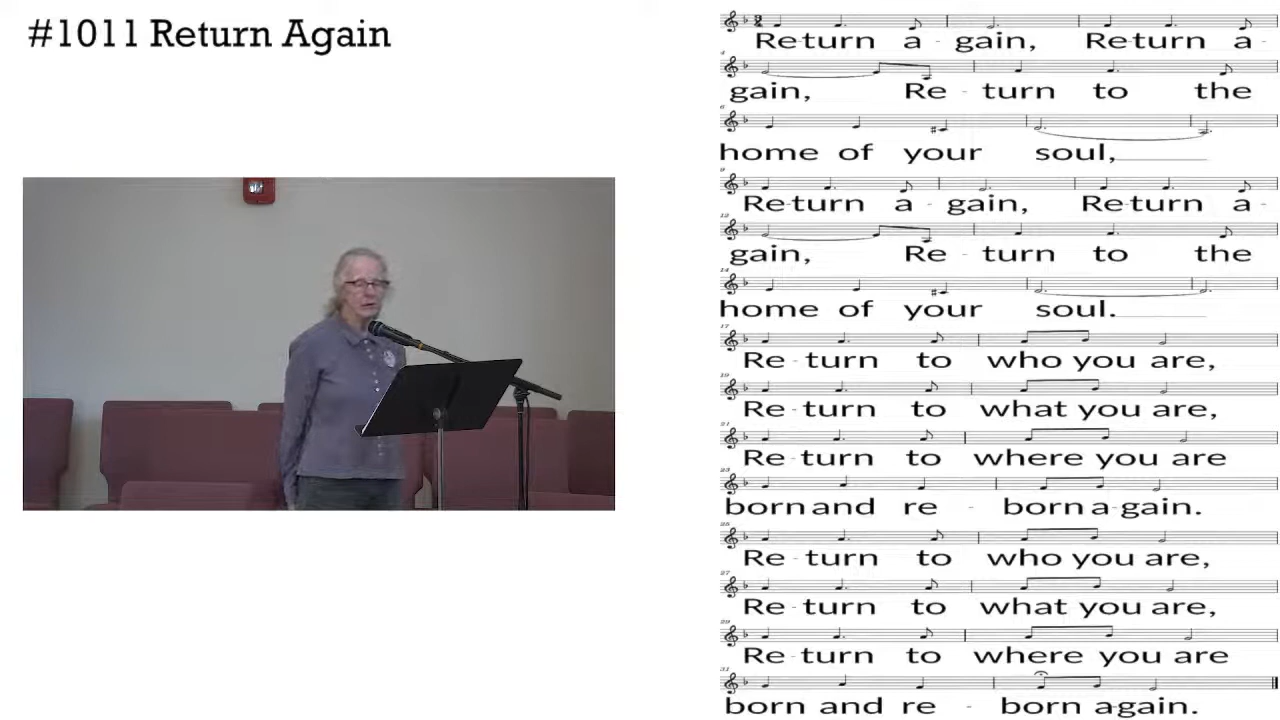 #1011 Return Again
Re-turn a - gain, Re-turn a -
gain, Re - turn to the
home of your soul,
Re-turn a - gain, Re-turn a -
gain, Re - turn to the
home of your soul.
Re - turn to who you are,
Re - turn to what you are,
Re - turn to where you are
born and re - born a-gain.
Re - turn to who you are,
Re - turn to what you are,
Re - turn to where you are
born and re - born a-gain.